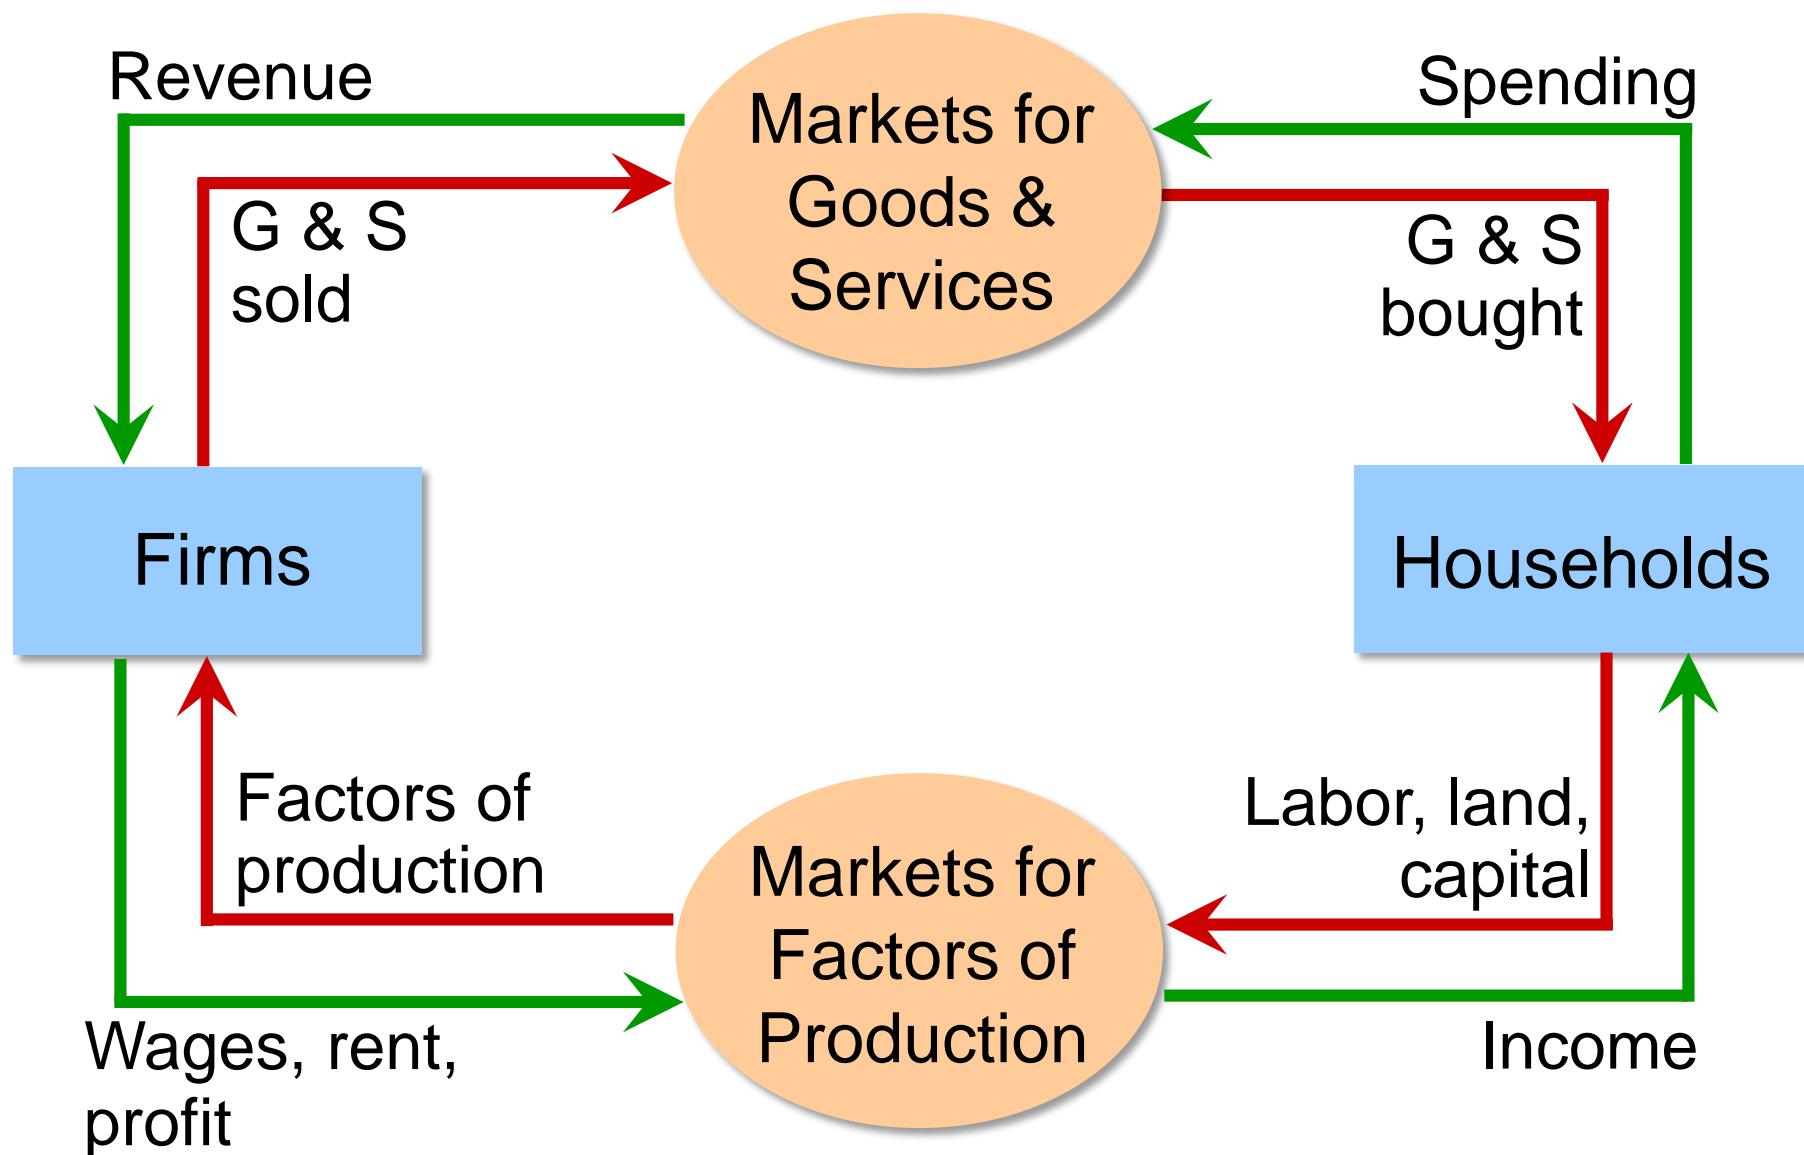 Revenue
Spending
Markets for
Goods &
Services
G & S
sold
G & S
bought
Firms
Households
Factors of
production
Labor, land,
capital
Markets for
Factors of
Production
Wages, rent,
profit
Income